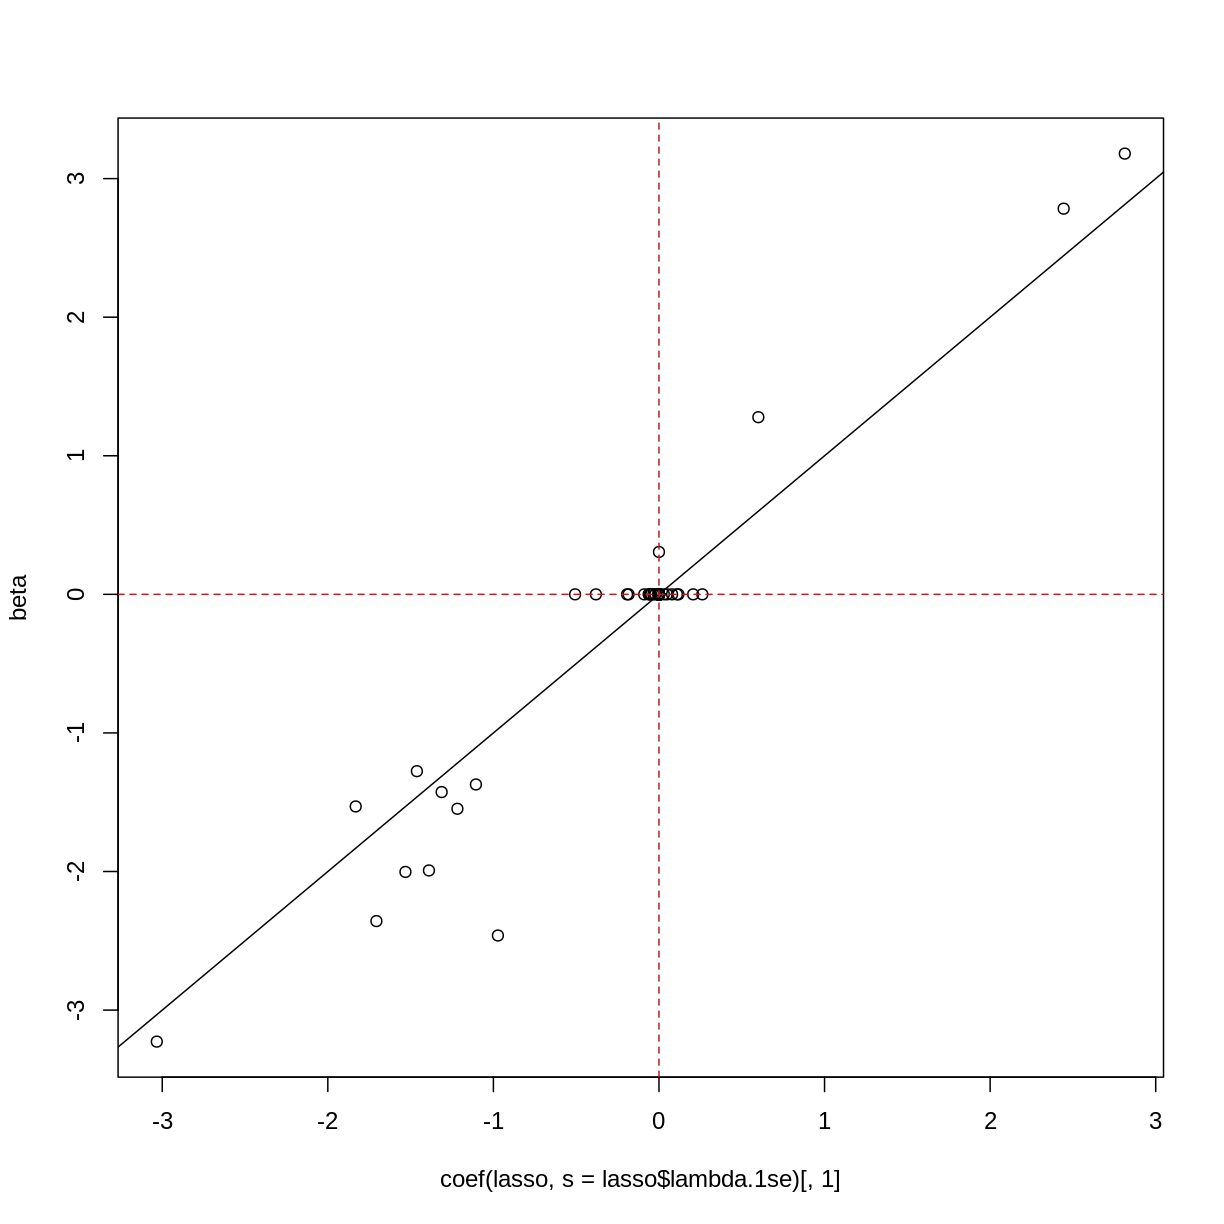 3
2
1
0
-1
-2
-3
beta
-3 -2 -1 0 1 2 3
coef(lasso, s = lasso$lambda.1se)[, 1]